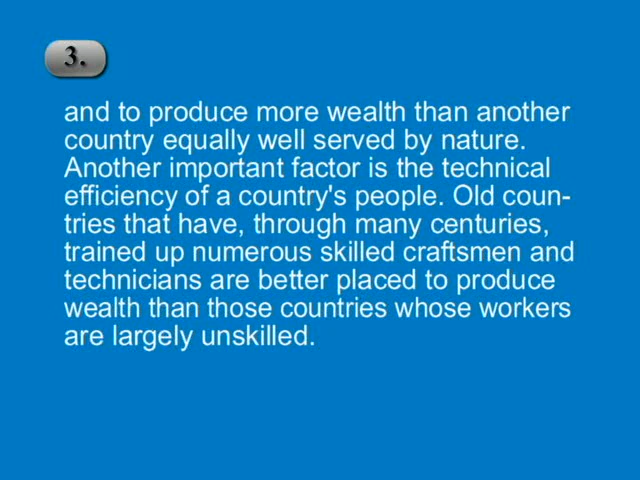 3.
and to produce more wealth than another
country equally well served by nature.
Another important factor is the technical
efficiency of a country's people. Old coun-
tries that have, through many centuries,
trained up numerous skilled craftsmen and
technicians are better placed to produce
wealth than those countries whose workers
are largely unskilled.